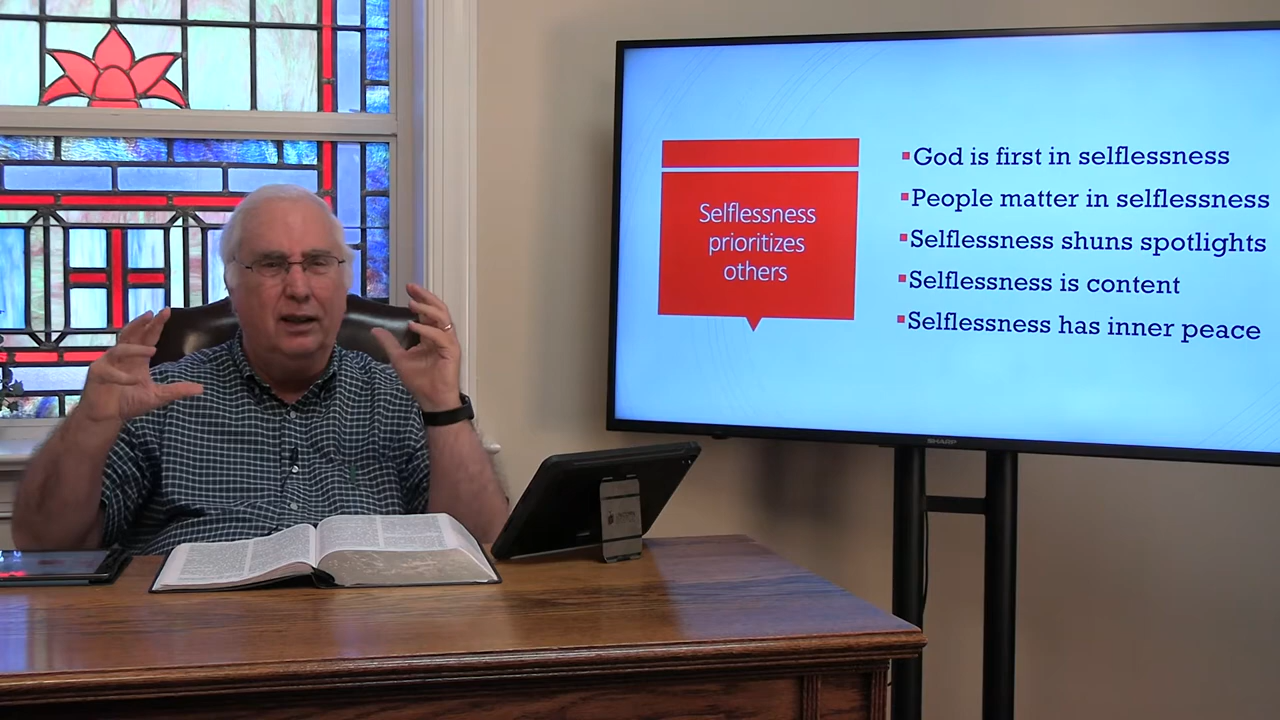 Selflessness
prioritizes
others
▪God is first in selflessness
▪People matter in selflessness
▪Selflessness shuns spotlights
▪Selflessness is content
▪Selflessness has inner peace
SHARP